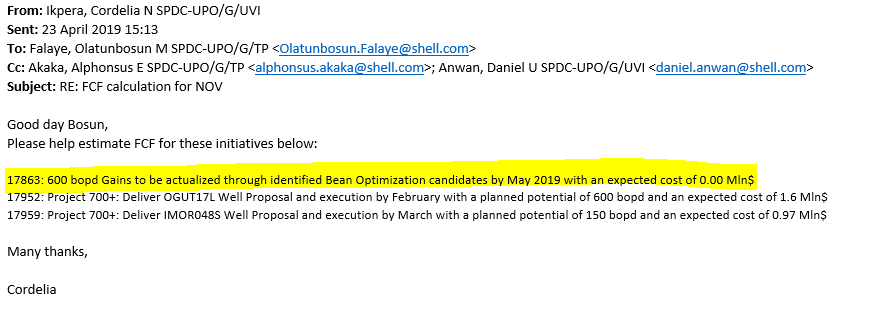 From: Ikpera, Cordelia N SPDC-UPO/G/UVI
Sent: 23 April 2019 15:13
To: Falaye, Olatunbosun M SPDC-UPO/G/TP <Olatunbosun.Falaye@shell.com>
Cc: Akaka, Alphonsus E SPDC-UPO/G/TP <alphonsus.akaka@shell.com>; Anwan, Daniel U SPDC-UPO/G/UVI <daniel.anwan@shell.com>
Subject: RE: FCF calculation for NOV
Good day Bosun,
Please help estimate FCF for these initiatives below:
17863: 600 bopd Gains to be actualized through identified Bean Optimization candidates by May 2019 with an expected cost of 0.00 Mln$
17952: Project 700+: Deliver OGUT17L Well Proposal and execution by February with a planned potential of 600 bopd and an expected cost of 1.6 Mln$
17959: Project 700+: Deliver IMOR048S Well Proposal and execution by March with a planned potential of 150 bopd and an expected cost of 0.97 Mln$
Many thanks,
Cordelia